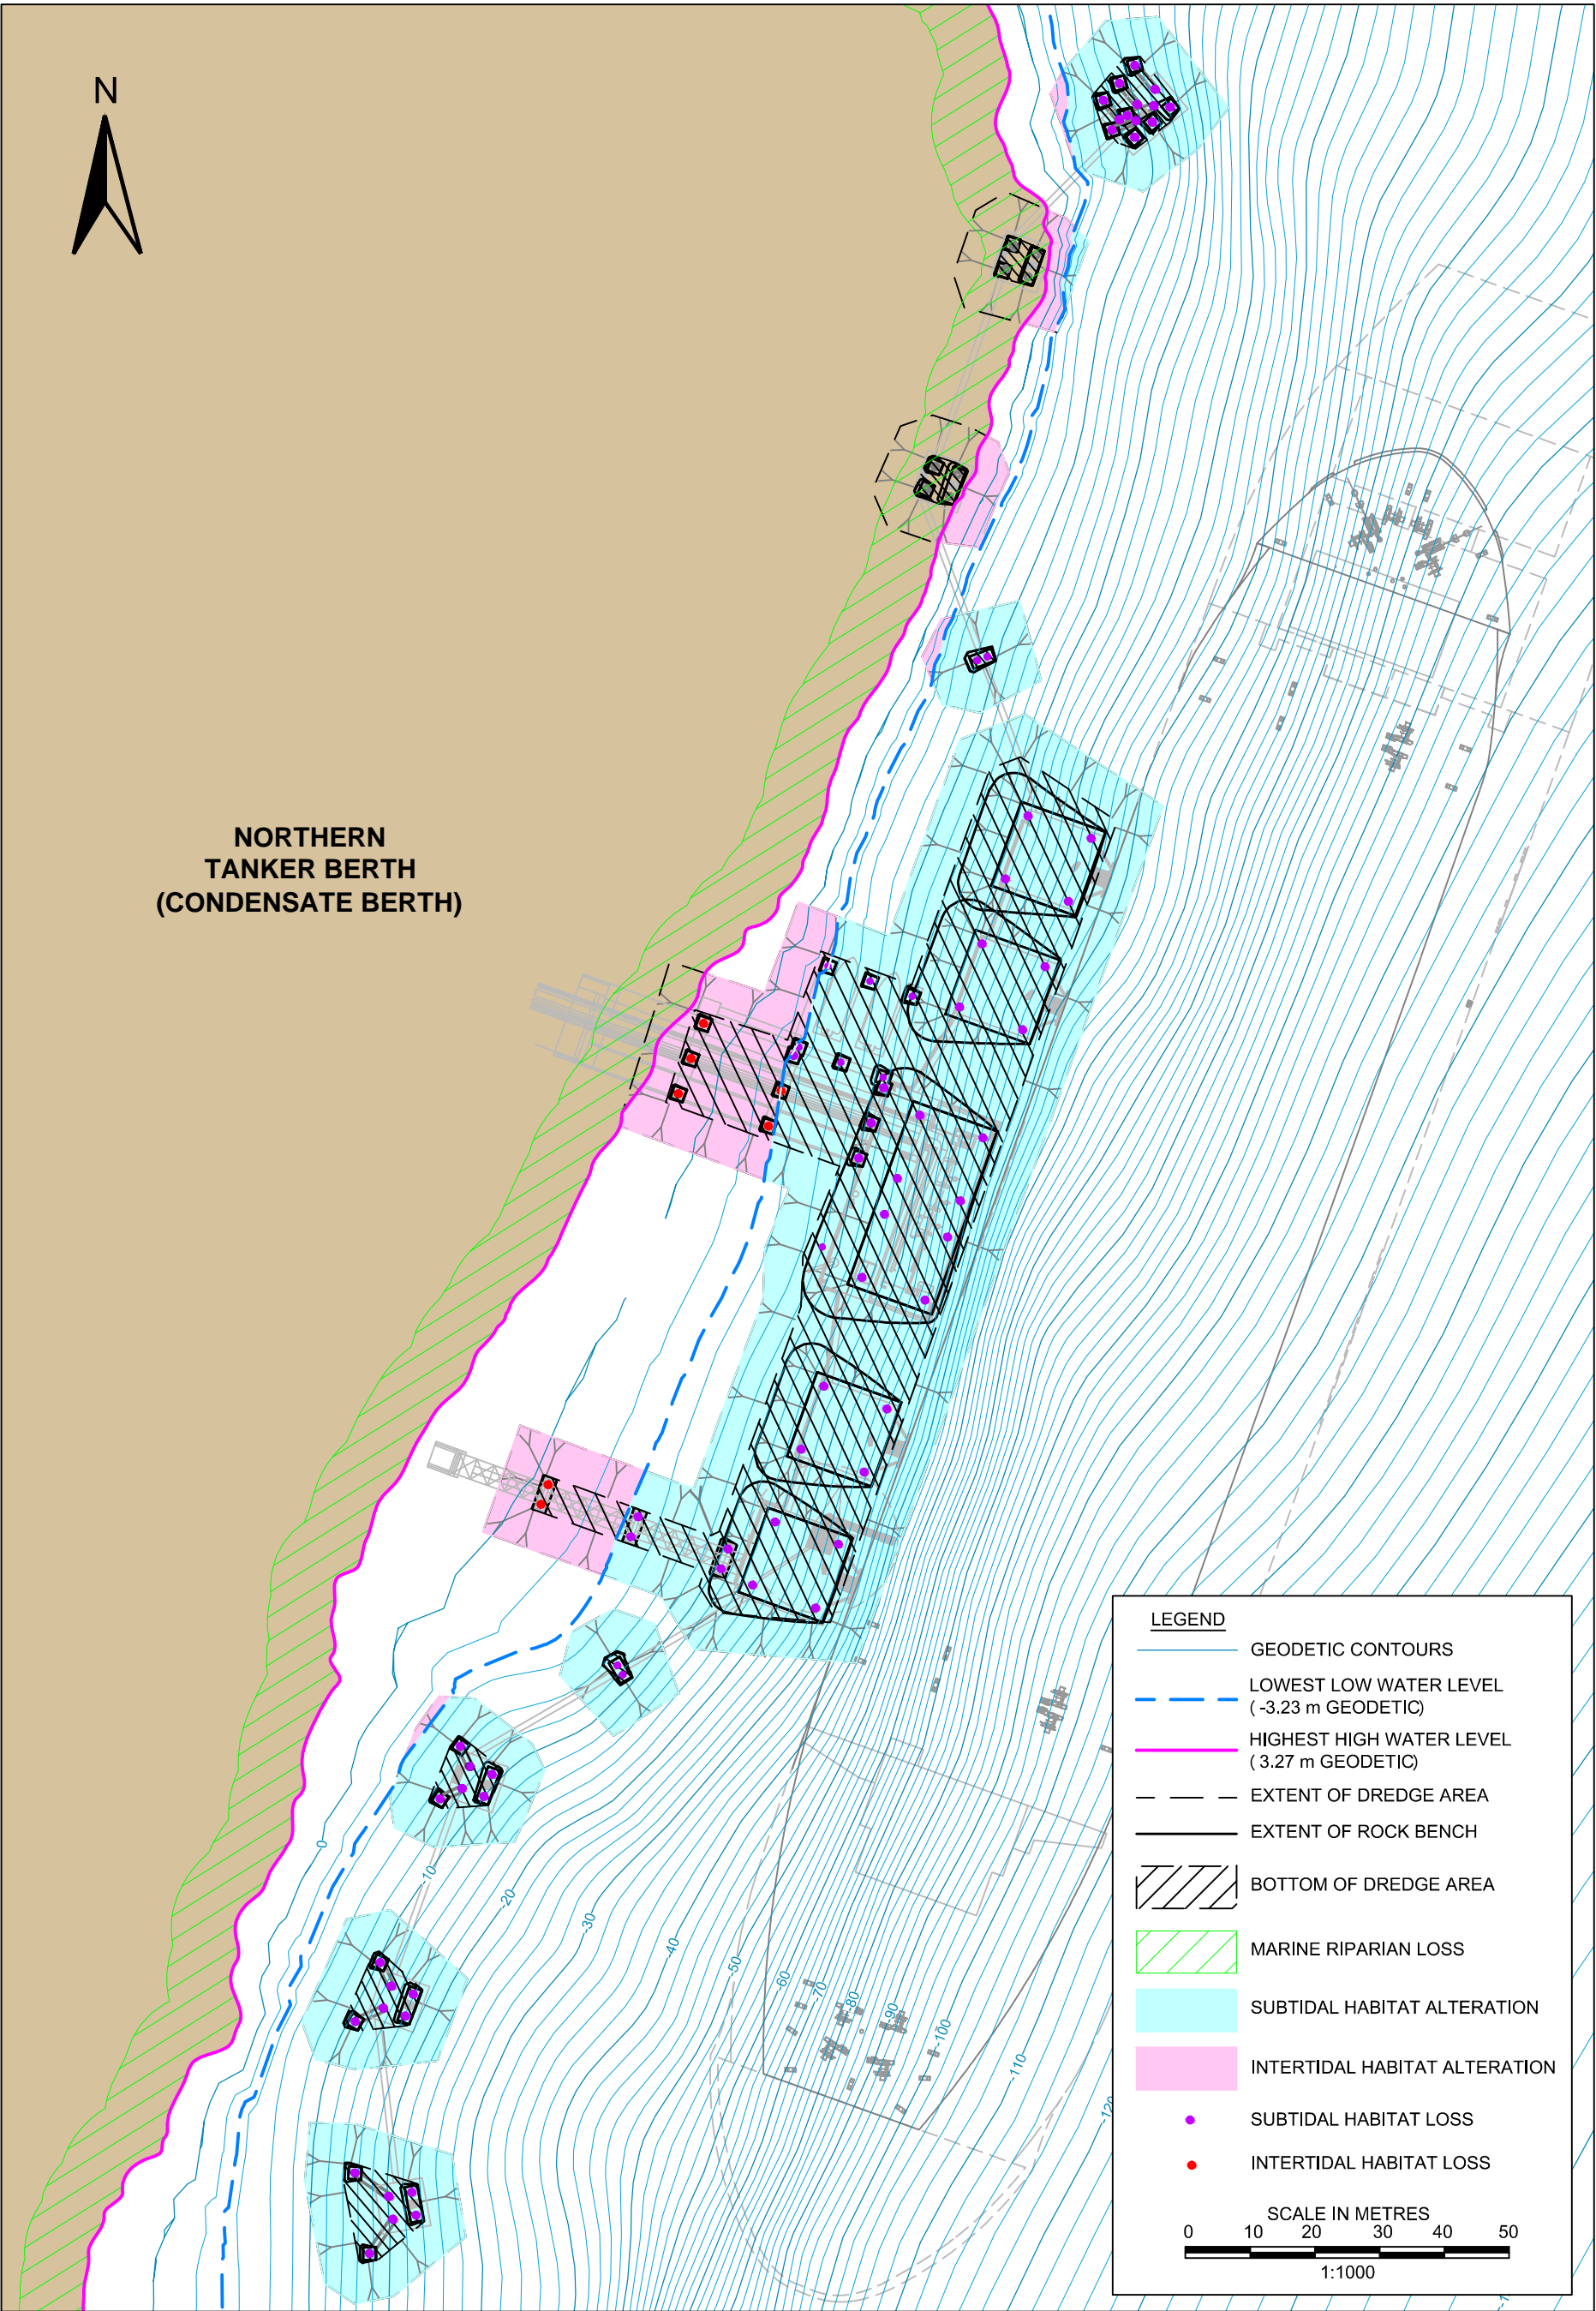 N
NORTHERN
TANKER BERTH
(CONDENSATE BERTH)
0
-10
-20
-30
-40
-50
-60
-70
-80
-90
-100
-110
LEGEND
GEODETIC CONTOURS
LOWEST LOW WATER LEVEL
( -3.23 m GEODETIC)
HIGHEST HIGH WATER LEVEL
( 3.27 m GEODETIC)
EXTENT OF DREDGE AREA
EXTENT OF ROCK BENCH
BOTTOM OF DREDGE AREA
MARINE RIPARIAN LOSS
SUBTIDAL HABITAT ALTERATION
INTERTIDAL HABITAT ALTERATION
SUBTIDAL HABITAT LOSS
INTERTIDAL HABITAT LOSS
SCALE IN METRES
0 10 20 30 40 50
1:1000